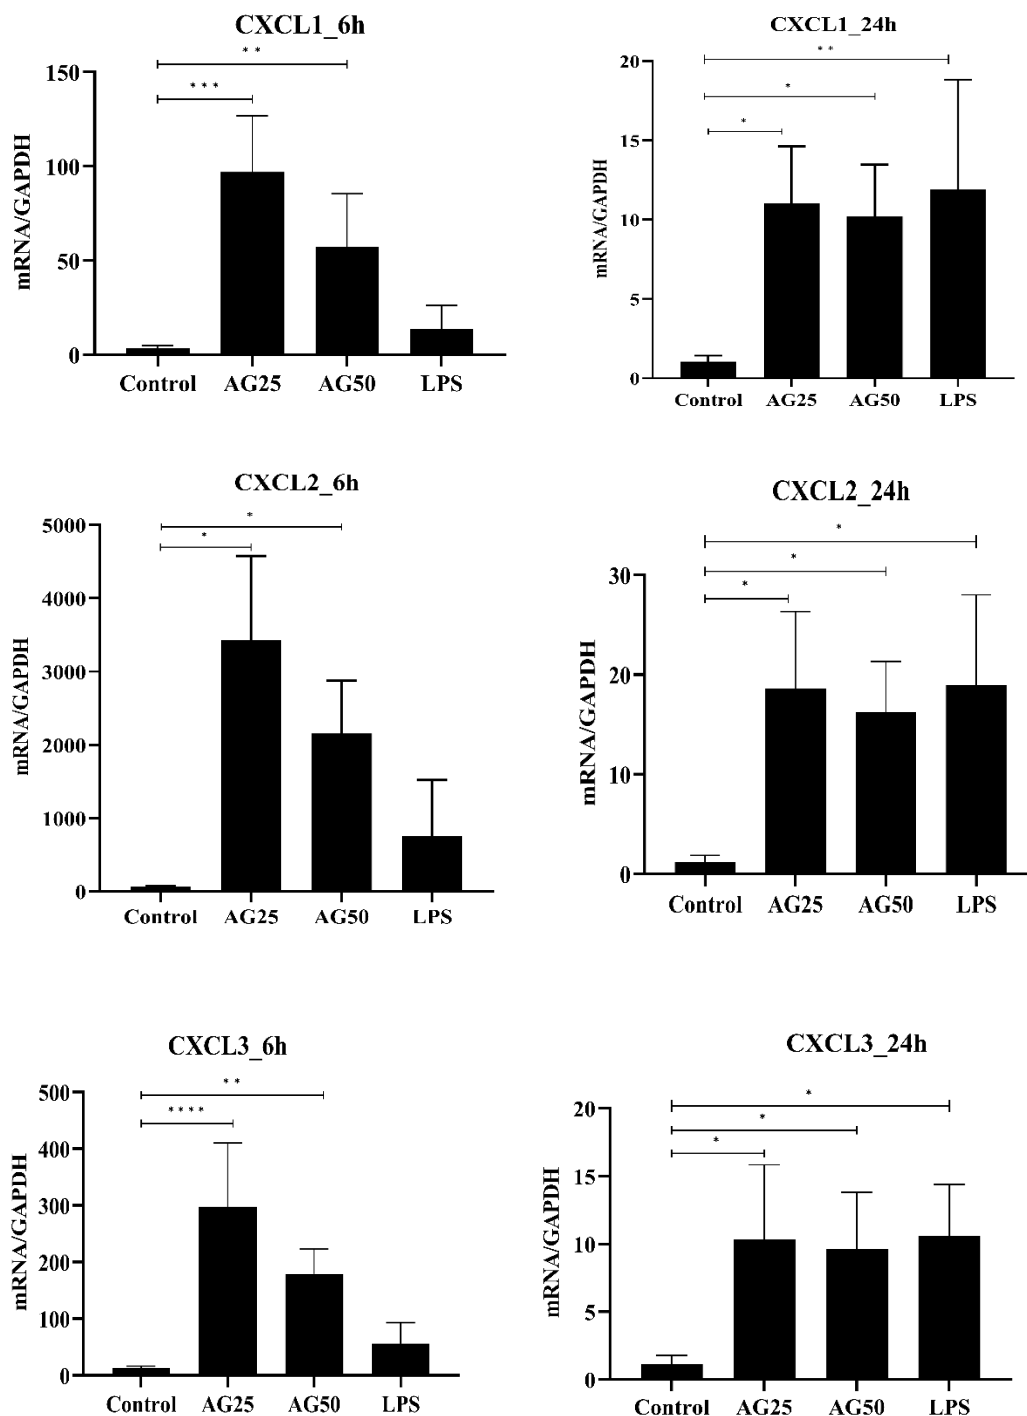 CXCL1_6h
* *
* * *
mRNA/GAPDH
150
100
50
0
Control AG25 AG50 LPS
CXCL1_24h
* *
*
*
mRNA/GAPDH
20
15
10
5
0
Control AG25 AG50 LPS
CXCL2_6h
*
*
mRNA/GAPDH
5000
4000
3000
2000
1000
0
Control AG25 AG50 LPS
CXCL2_24h
*
*
*
mRNA/GAPDH
30
20
10
0
Control AG25 AG50 LPS
CXCL3_6h
* *
* * * *
mRNA/GAPDH
500
400
300
200
100
0
Control AG25 AG50 LPS
CXCL3_24h
*
*
*
mRNA/GAPDH
20
15
10
5
0
Control AG25 AG50 LPS